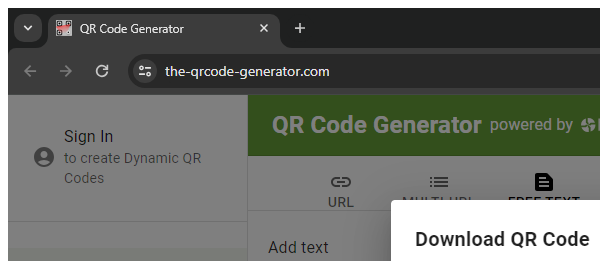 QR Code Generator
the-qrcode-generator.com
Sign In
to create Dynamic QR
Codes
QR Code Generator powered by
URL
MULTI URL
FREE TEXT
Add text
Download QR Code